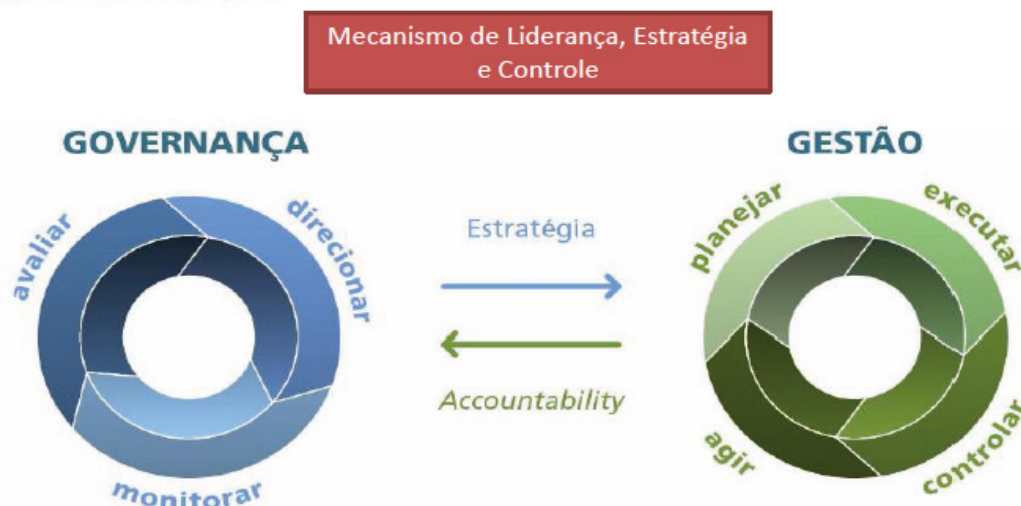 Mecanismo de Liderança, Estratégia
e Controle
GOVERNANÇA
avaliar
direcionar
monitorar
Estratégia
Accountability
GESTÃO
planejar
executar
controlar
agir